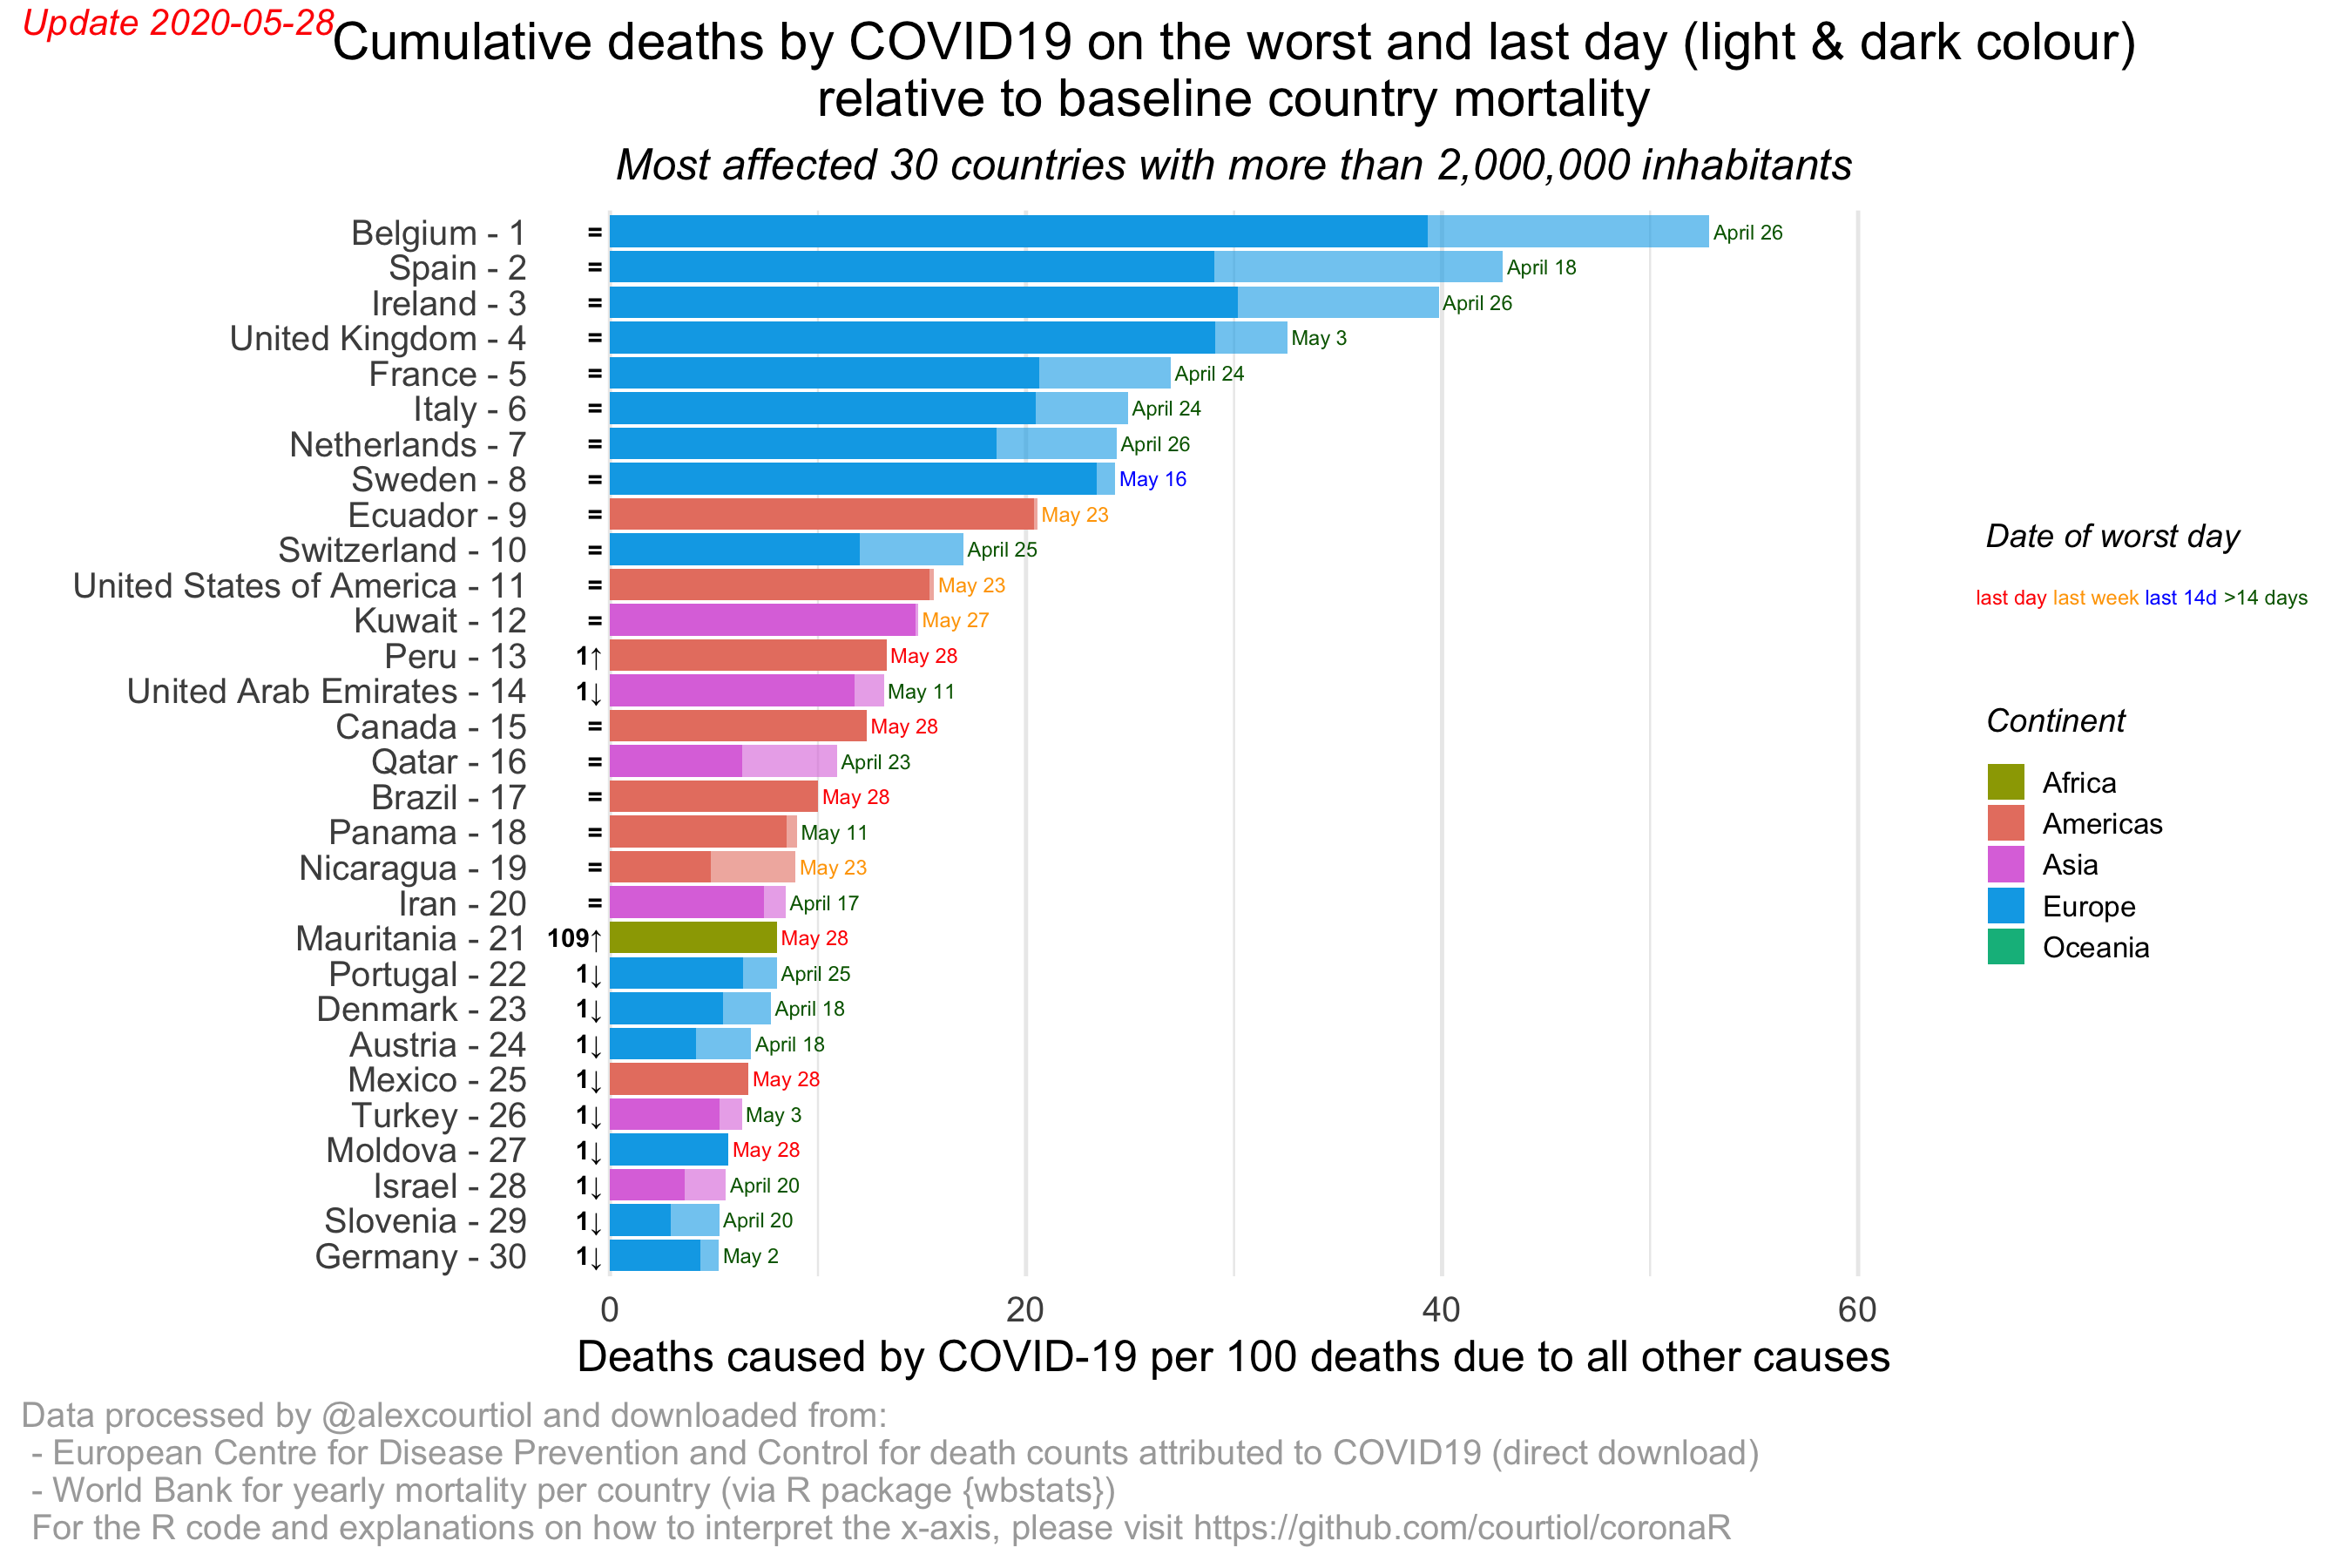 Update 2020-05-28
Cumulative deaths by COVID19 on the worst and last day (light & dark colour)
relative to baseline country mortality
Most affected 30 countries with more than 2,000,000 inhabitants
Belgium - 1 = April 26
Spain - 2 = April 18
Ireland - 3 = April 26
United Kingdom - 4 = May 3
France - 5 = April 24
Italy - 6 = April 24
Netherlands - 7 = April 26
Sweden - 8 = May 16
Ecuador - 9 = May 23
Switzerland - 10 = April 25
United States of America - 11 = May 23
Kuwait - 12 = May 27
Peru - 13 1↑ May 28
United Arab Emirates - 14 1↓ May 11
Canada - 15 = May 28
Qatar - 16 = April 23
Brazil - 17 = May 28
Panama - 18 = May 11
Nicaragua - 19 = May 23
Iran - 20 = April 17
Mauritania - 21 109↑ May 28
Portugal - 22 1↓ April 25
Denmark - 23 1↓ April 18
Austria - 24 1↓ April 18
Mexico - 25 1↓ May 28
Turkey - 26 1↓ May 3
Moldova - 27 1↓ May 28
Israel - 28 1↓ April 20
Slovenia - 29 1↓ April 20
Germany - 30 1↓ May 2
0 20 40 60
Deaths caused by COVID-19 per 100 deaths due to all other causes
Date of worst day
last day last week last 14d >14 days
Continent
Africa
Americas
Asia
Europe
Oceania
Data processed by @alexcourtiol and downloaded from:
- European Centre for Disease Prevention and Control for death counts attributed to COVID19 (direct download)
- World Bank for yearly mortality per country (via R package {wbstats})
For the R code and explanations on how to interpret the x-axis, please visit https://github.com/courtiol/coronaR